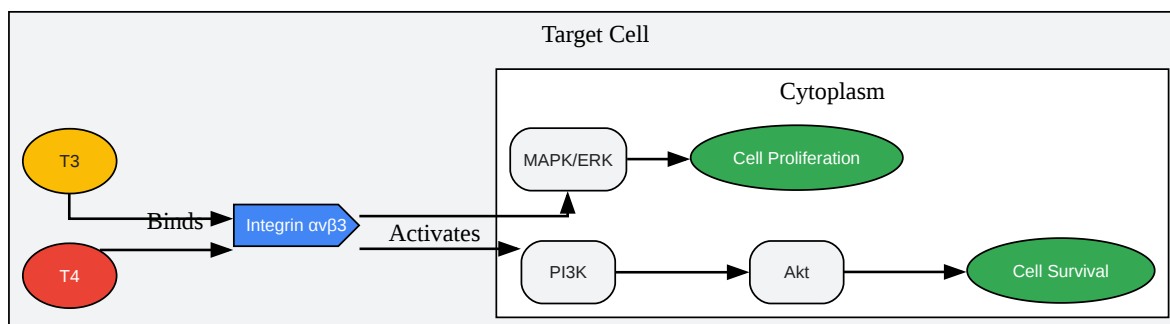 Target Cell
Cytoplasm
T3
MAPK/ERK
Cell Proliferation
Binds
Integrin αvβ3
Activates
T4
PI3K
Akt
Cell Survival